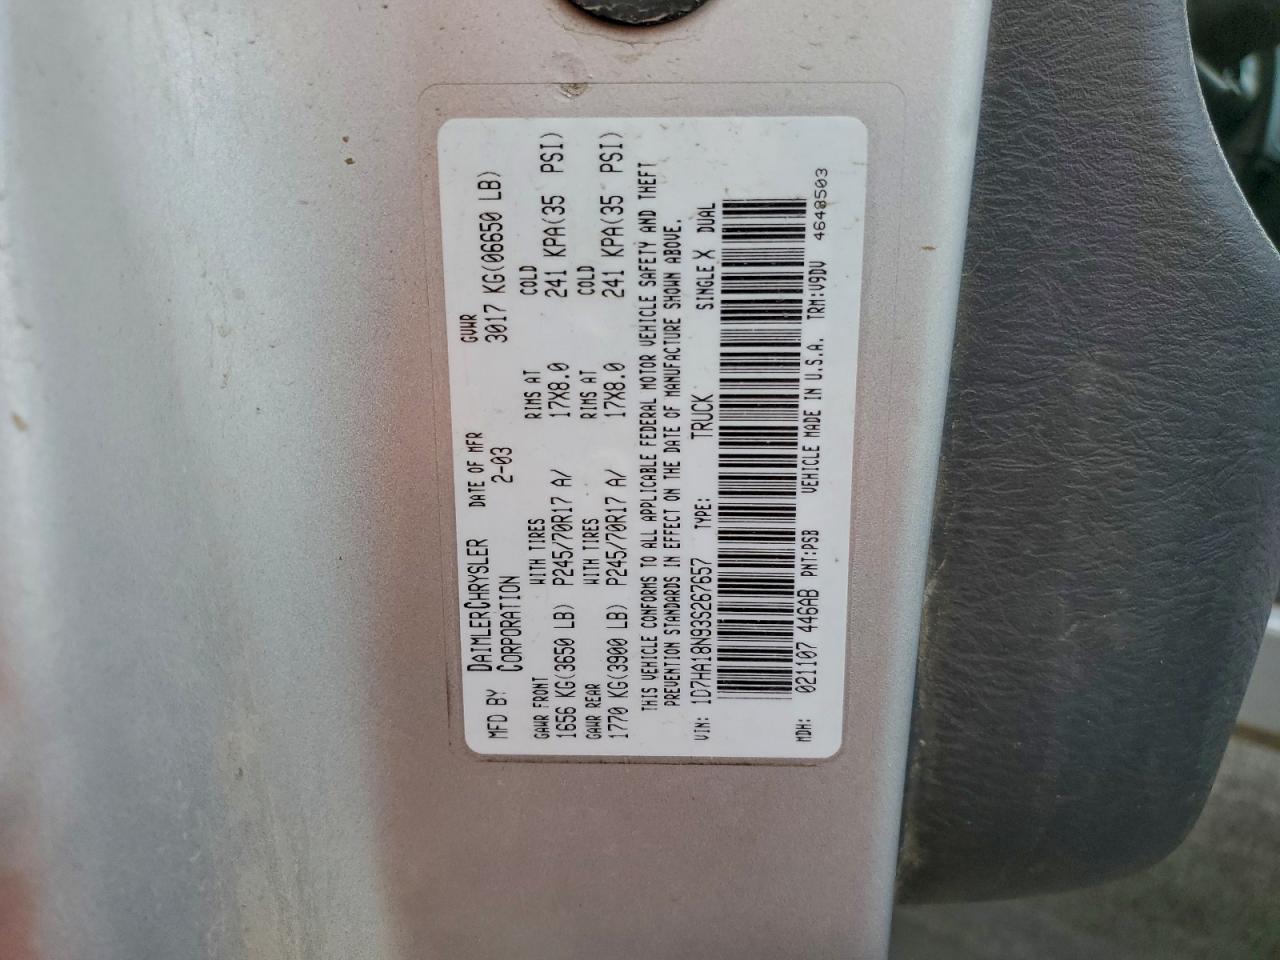 MFD BY: DAIMLERCHRYSLER CORPORATION DATE OF MFR 2-03 GVWR 3017 KG(06650 LB)
GAWR FRONT WITH TIRES RIMS AT COLD
1656 KG(3650 LB) P245/70R17 A/ 17X8.0 241 KPA(35 PSI)
GAWR REAR WITH TIRES RIMS AT COLD
1770 KG(3900 LB) P245/70R17 A/ 17X8.0 241 KPA(35 PSI)
THIS VEHICLE CONFORMS TO ALL APPLICABLE FEDERAL MOTOR VEHICLE SAFETY AND THEFT
PREVENTION STANDARDS IN EFFECT ON THE DATE OF MANUFACTURE SHOWN ABOVE.
VIN: 1D7HA18N93S267657 TYPE: TRUCK SINGLE X DUAL
MDH: 021107 446AB PNT:PSB VEHICLE MADE IN U.S.A. TRM:V9DV 4648503